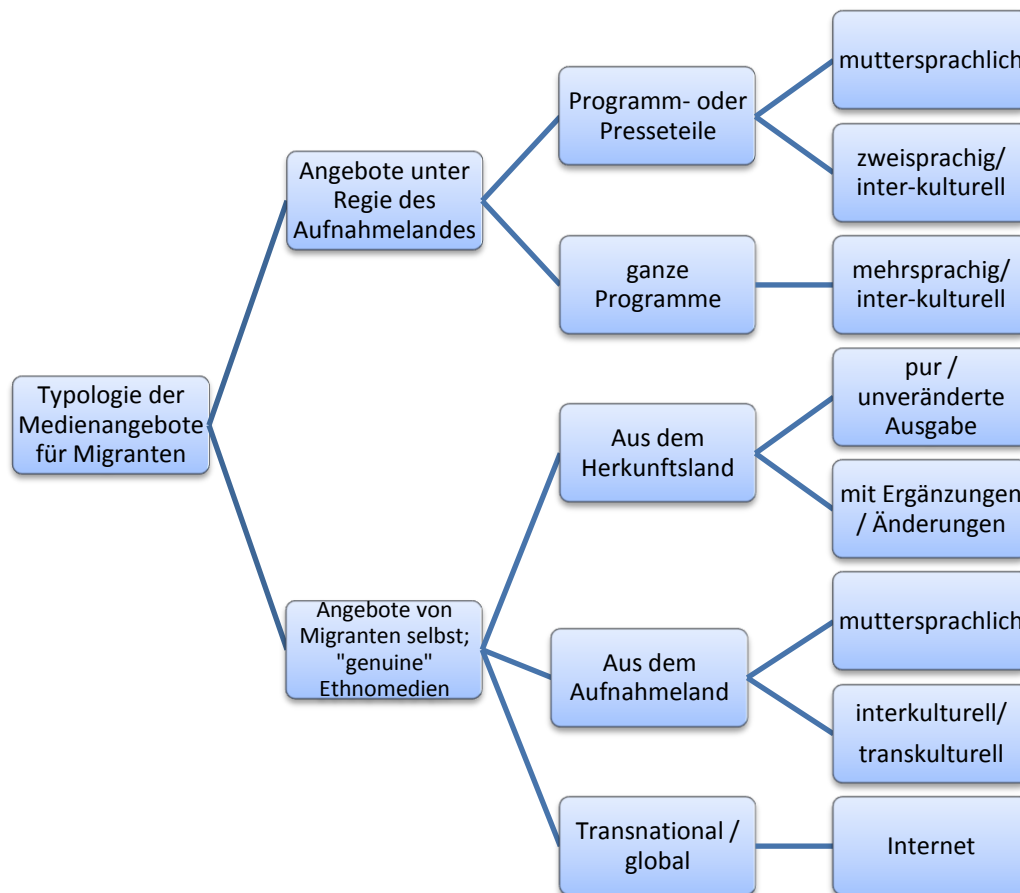 Typologie der
Medienangebote
für Migranten
Angebote unter
Regie des
Aufnahmelandes
Programm- oder
Presseteile
muttersprachlich
zweisprachig/
inter-kulturell
ganze
Programme
mehrsprachig/
inter-kulturell
Angebote von
Migranten selbst;
"genuine"
Ethnomedien
Aus dem
Herkunftsland
pur /
unveränderte
Ausgabe
mit Ergänzungen
/ Änderungen
Aus dem
Aufnahmeland
muttersprachlich
interkulturell/
transkulturell
Transnational /
global
Internet